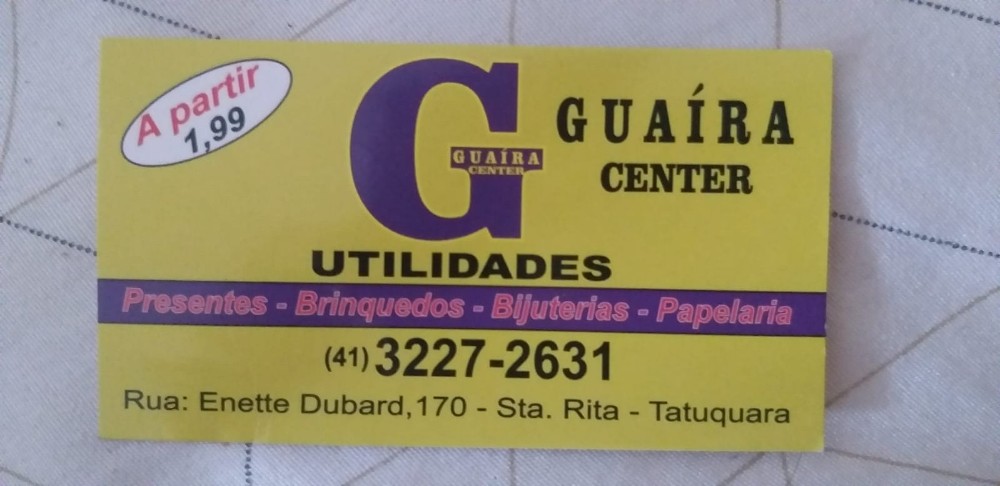 A partir
1,99
GUAÍRA
CENTER
GUAÍRA
CENTER
UTILIDADES
Presentes - Brinquedos - Bijuterias - Papelaria
(41) 3227-2631
Rua: Enette Dubard,170 - Sta. Rita - Tatuquara